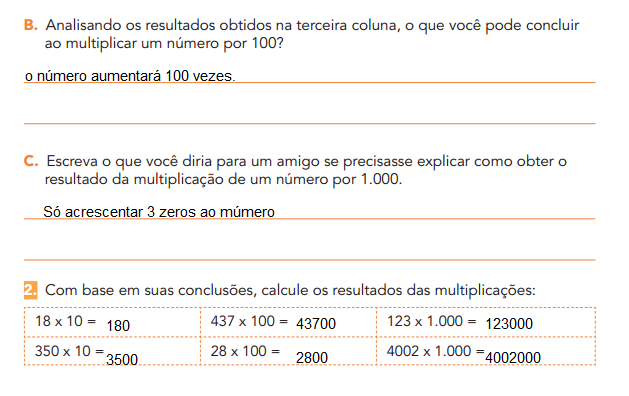 B. Analisando os resultados obtidos na terceira coluna, o que você pode concluir
ao multiplicar um número por 100?
o número aumentará 100 vezes.
C. Escreva o que você diria para um amigo se precisasse explicar como obter o
resultado da multiplicação de um número por 1.000.
Só acrescentar 3 zeros ao múmero
2. Com base em suas conclusões, calcule os resultados das multiplicações:
18 x 10 = 180 437 x 100 = 43700 123 x 1.000 = 123000
350 x 10 = 3500 28 x 100 = 2800 4002 x 1.000 = 4002000